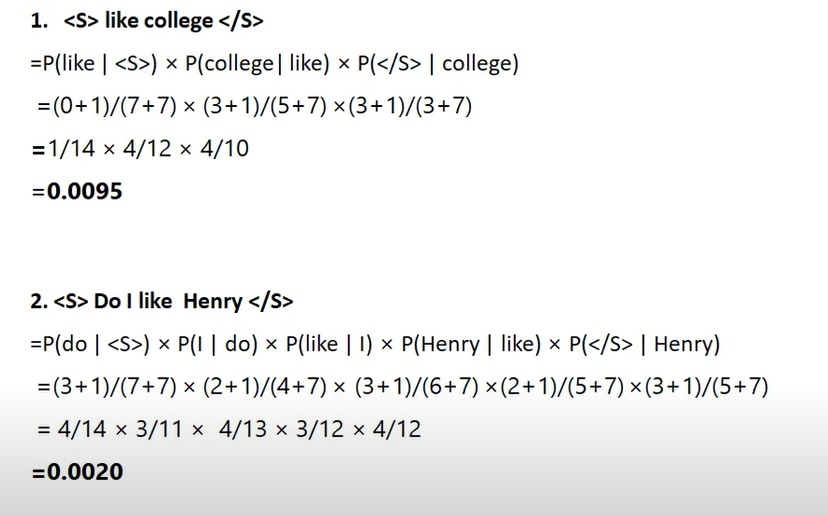 1. <S> like college </S>
=P(like | <S>) × P(college| like) × P(</S> | college)
=(0+1)/(7+7) × (3+1)/(5+7) ×(3+1)/(3+7)
=1/14 × 4/12 × 4/10
=0.0095
2. <S> Do I like Henry </S>
=P(do | <S>) × P(I | do) × P(like | I) × P(Henry | like) × P(</S> | Henry)
=(3+1)/(7+7) × (2+1)/(4+7) × (3+1)/(6+7) ×(2+1)/(5+7) ×(3+1)/(5+7)
= 4/14 × 3/11 × 4/13 × 3/12 × 4/12
=0.0020